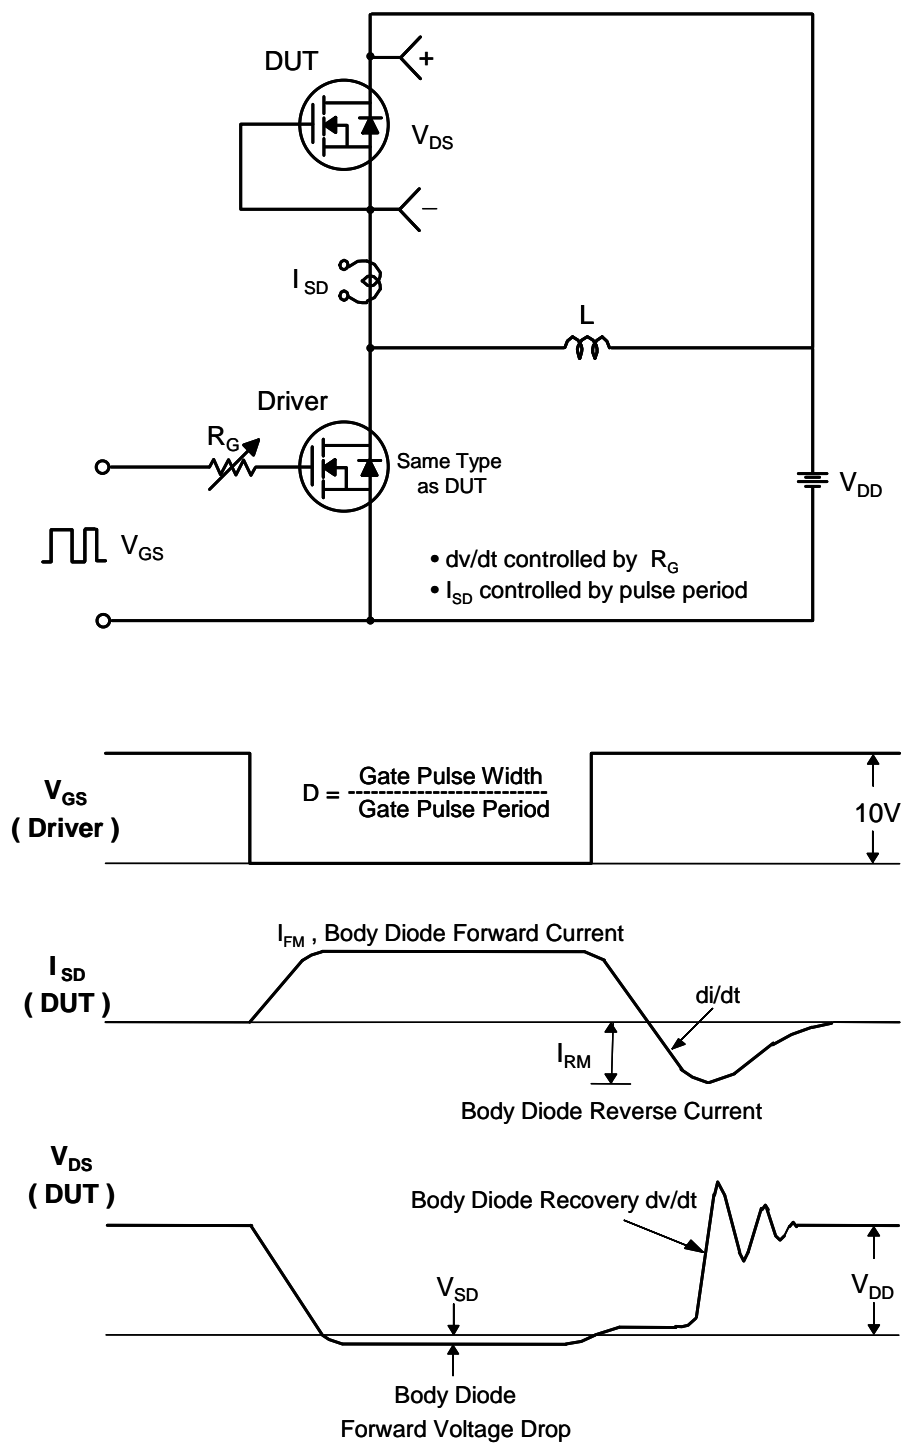 DUT
+
V_DS
_
I_SD
L
Driver
R_G
Same Type
as DUT
V_DD
V_GS
• dv/dt controlled by R_G
• I_SD controlled by pulse period
V_GS
( Driver )
D = Gate Pulse Width
--------------------------
Gate Pulse Period
10V
I_FM , Body Diode Forward Current
I_SD
( DUT )
di/dt
I_RM
Body Diode Reverse Current
V_DS
( DUT )
Body Diode Recovery dv/dt
V_SD
V_DD
Body Diode
Forward Voltage Drop